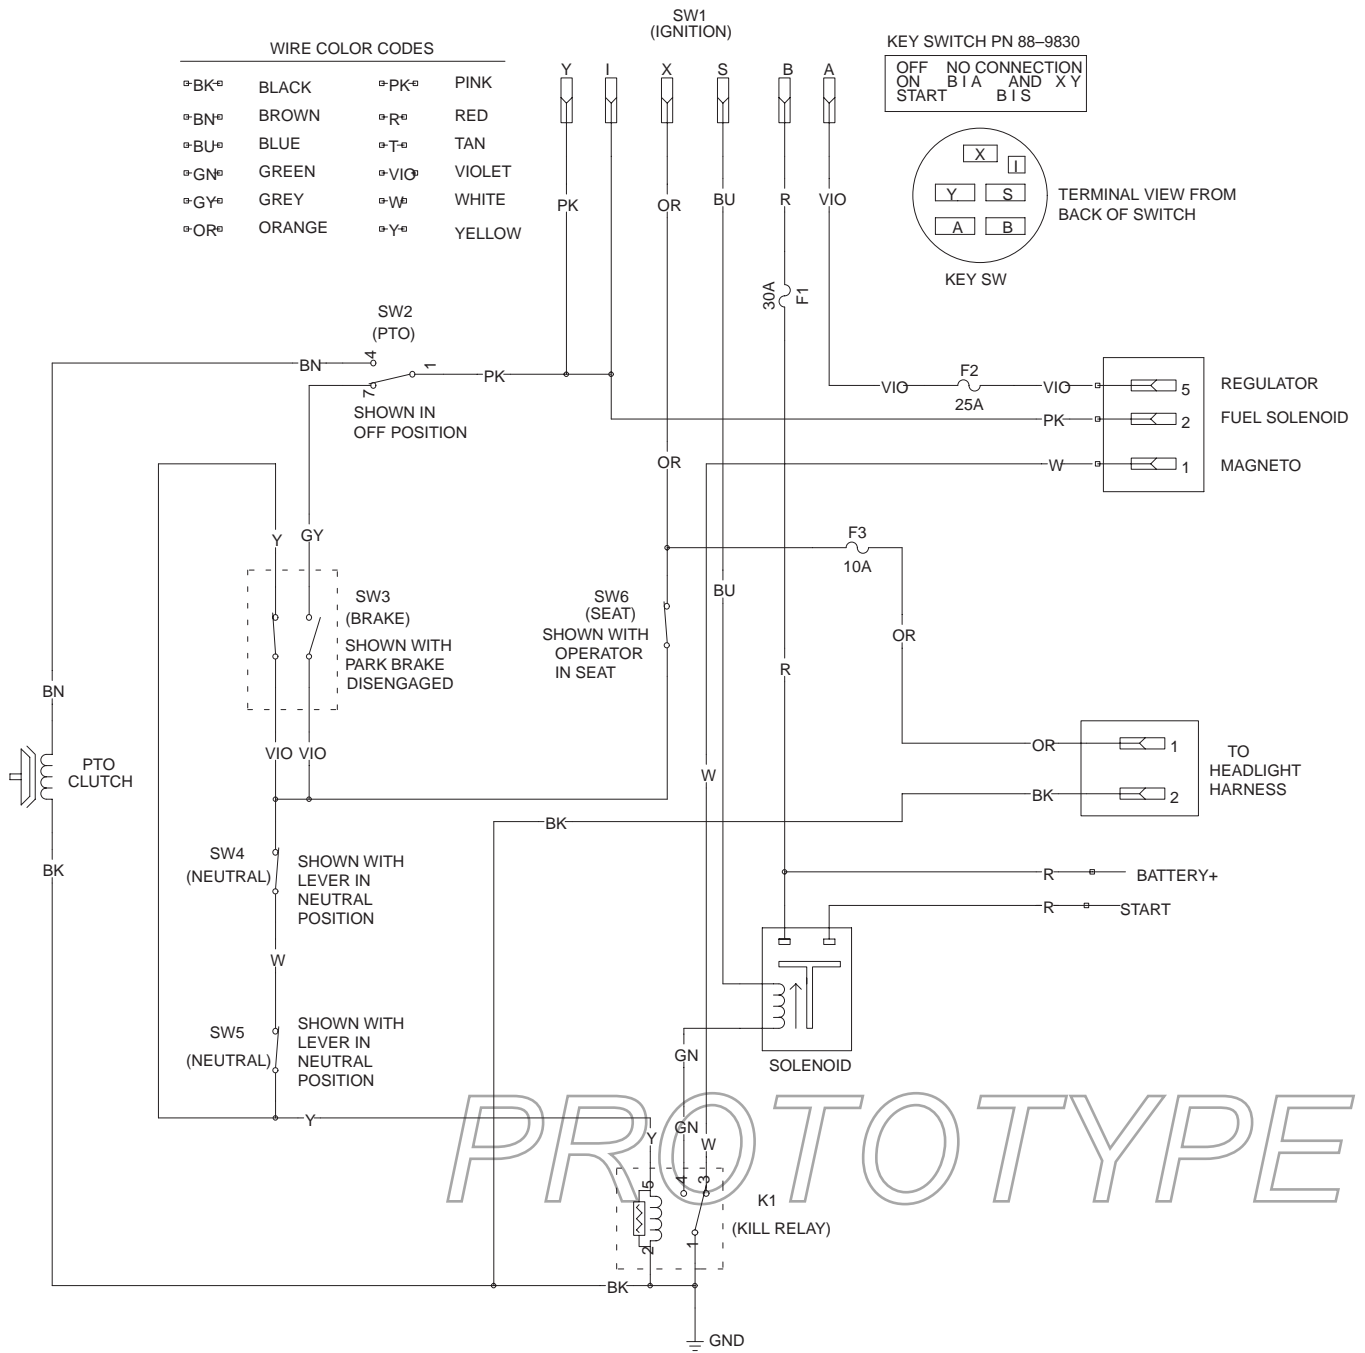 SW1
(IGNITION)
WIRE COLOR CODES
BK BLACK PK PINK
BN BROWN R RED
BU BLUE T TAN
GN GREEN VIO VIOLET
GY GREY W WHITE
OR ORANGE Y YELLOW
Y I X S B A
KEY SWITCH PN 88–9830
OFF NO CONNECTION
ON B I A AND X Y
START B I S
X
I
Y S
A B
TERMINAL VIEW FROM
BACK OF SWITCH
KEY SW
PK OR BU R VIO
30A
F1
SW2
(PTO)
4
1
7
BN
PK
SHOWN IN
OFF POSITION
VIO
F2
25A
VIO
5 REGULATOR
PK
2 FUEL SOLENOID
OR
W
1 MAGNETO
Y GY
F3
10A
SW3
(BRAKE)
SHOWN WITH
PARK BRAKE
DISENGAGED
SW6
(SEAT)
SHOWN WITH
OPERATOR
IN SEAT
BU
OR
R
BN
VIO VIO
PTO
CLUTCH
W
OR
1
TO
HEADLIGHT
HARNESS
BK
2
BK
SW4
(NEUTRAL)
SHOWN WITH
LEVER IN
NEUTRAL
POSITION
BK
R BATTERY+
R START
W
SW5
(NEUTRAL)
SHOWN WITH
LEVER IN
NEUTRAL
POSITION
GN
SOLENOID
PROTOTYPE
Y
GN
Y
W
5
4
3
K1
(KILL RELAY)
2
1
BK
GND